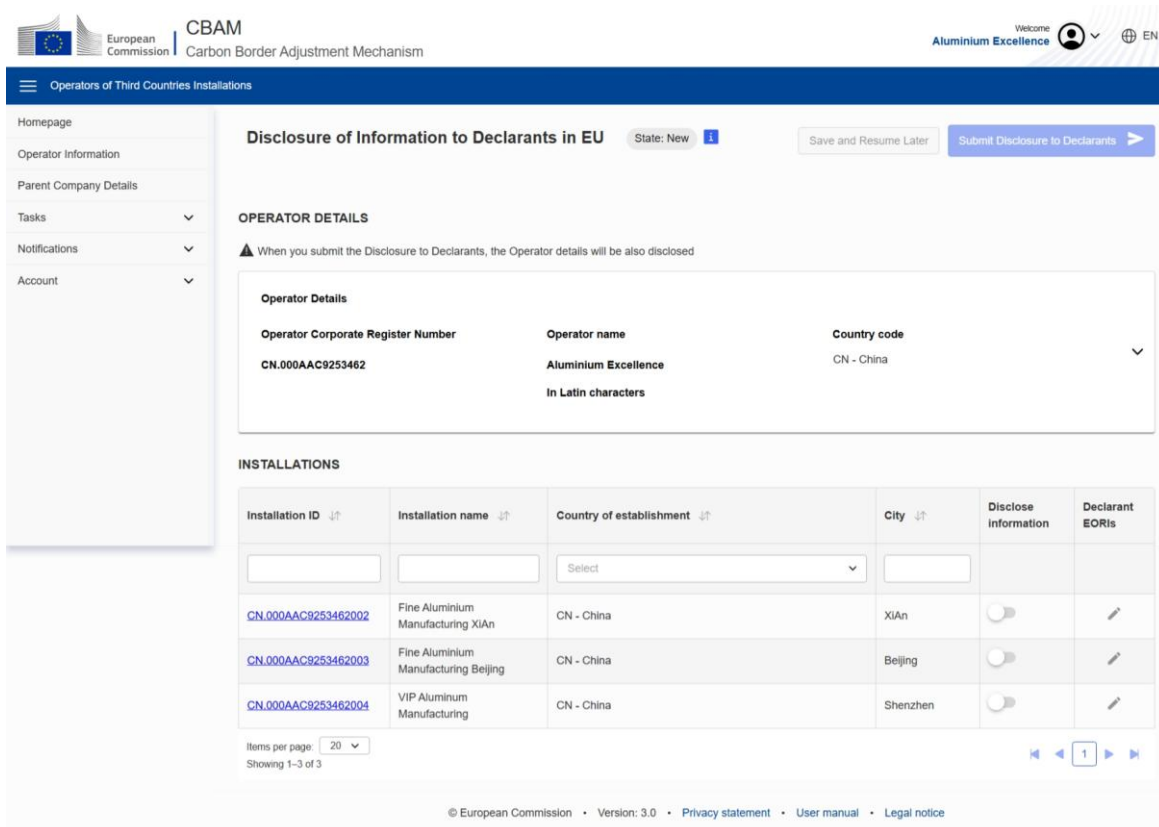 European
Commission
CBAM
Carbon Border Adjustment Mechanism
Welcome
Aluminium Excellence
EN
Operators of Third Countries Installations
Homepage
Operator Information
Parent Company Details
Tasks
Notifications
Account
Disclosure of Information to Declarants in EU
State: New
i
Save and Resume Later
Submit Disclosure to Declarants
OPERATOR DETAILS
When you submit the Disclosure to Declarants, the Operator details will be also disclosed
Operator Details
Operator Corporate Register Number
Operator name
Country code
CN.000AAC9253462
Aluminium Excellence
CN - China
In Latin characters
INSTALLATIONS
Installation ID
Installation name
Country of establishment
City
Disclose
information
Declarant
EORIs
Select
CN.000AAC9253462002
Fine Aluminium
Manufacturing XiAn
CN - China
XiAn
CN.000AAC9253462003
Fine Aluminium
Manufacturing Beijing
CN - China
Beijing
CN.000AAC9253462004
VIP Aluminum
Manufacturing
CN - China
Shenzhen
Items per page: 20
Showing 1–3 of 3
1
© European Commission • Version: 3.0 • Privacy statement • User manual • Legal notice